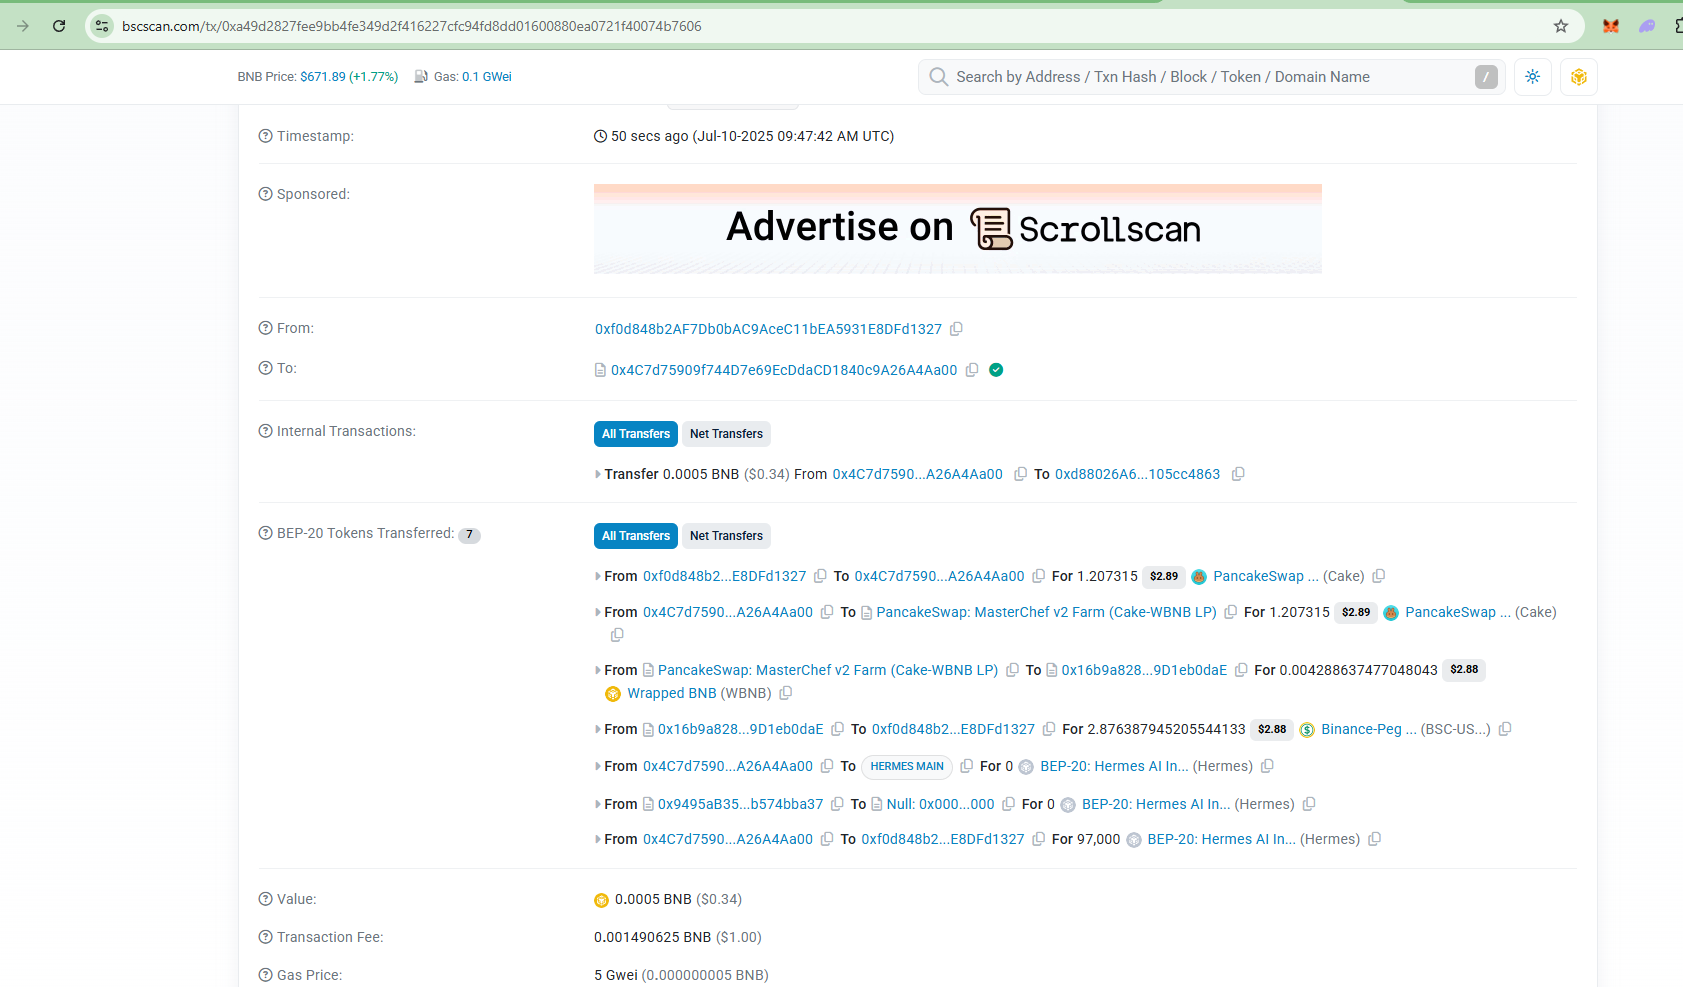 bscscan.com/tx/0xa49d2827fee9bb4fe349d2f416227cfc94fd8dd01600880ea0721f40074b7606
BNB Price: $671.89 (+1.77%) Gas: 0.1 GWei
Search by Address / Txn Hash / Block / Token / Domain Name /
Timestamp: 50 secs ago (Jul-10-2025 09:47:42 AM UTC)
Sponsored:
Advertise on Scrollscan
From: 0xf0d848b2AF7Db0bAC9AceC11bEA5931E8DFd1327
To: 0x4C7d75909f744D7e69EcDdaCD1840c9A26A4Aa00
Internal Transactions: All Transfers Net Transfers
Transfer 0.0005 BNB ($0.34) From 0x4C7d7590...A26A4Aa00 To 0xd88026A6...105cc4863
BEP-20 Tokens Transferred: 7 All Transfers Net Transfers
From 0xf0d848b2...E8DFd1327 To 0x4C7d7590...A26A4Aa00 For 1.207315 $2.89 PancakeSwap ... (Cake)
From 0x4C7d7590...A26A4Aa00 To PancakeSwap: MasterChef v2 Farm (Cake-WBNB LP) For 1.207315 $2.89 PancakeSwap ... (Cake)
From PancakeSwap: MasterChef v2 Farm (Cake-WBNB LP) To 0x16b9a828...9D1eb0daE For 0.004288637477048043 $2.88
Wrapped BNB (WBNB)
From 0x16b9a828...9D1eb0daE To 0xf0d848b2...E8DFd1327 For 2.876387945205544133 $2.88 Binance-Peg ... (BSC-US...)
From 0x4C7d7590...A26A4Aa00 To HERMES MAIN For 0 BEP-20: Hermes AI In... (Hermes)
From 0x9495aB35...b574bba37 To Null: 0x000...000 For 0 BEP-20: Hermes AI In... (Hermes)
From 0x4C7d7590...A26A4Aa00 To 0xf0d848b2...E8DFd1327 For 97,000 BEP-20: Hermes AI In... (Hermes)
Value: 0.0005 BNB ($0.34)
Transaction Fee: 0.001490625 BNB ($1.00)
Gas Price: 5 Gwei (0.000000005 BNB)